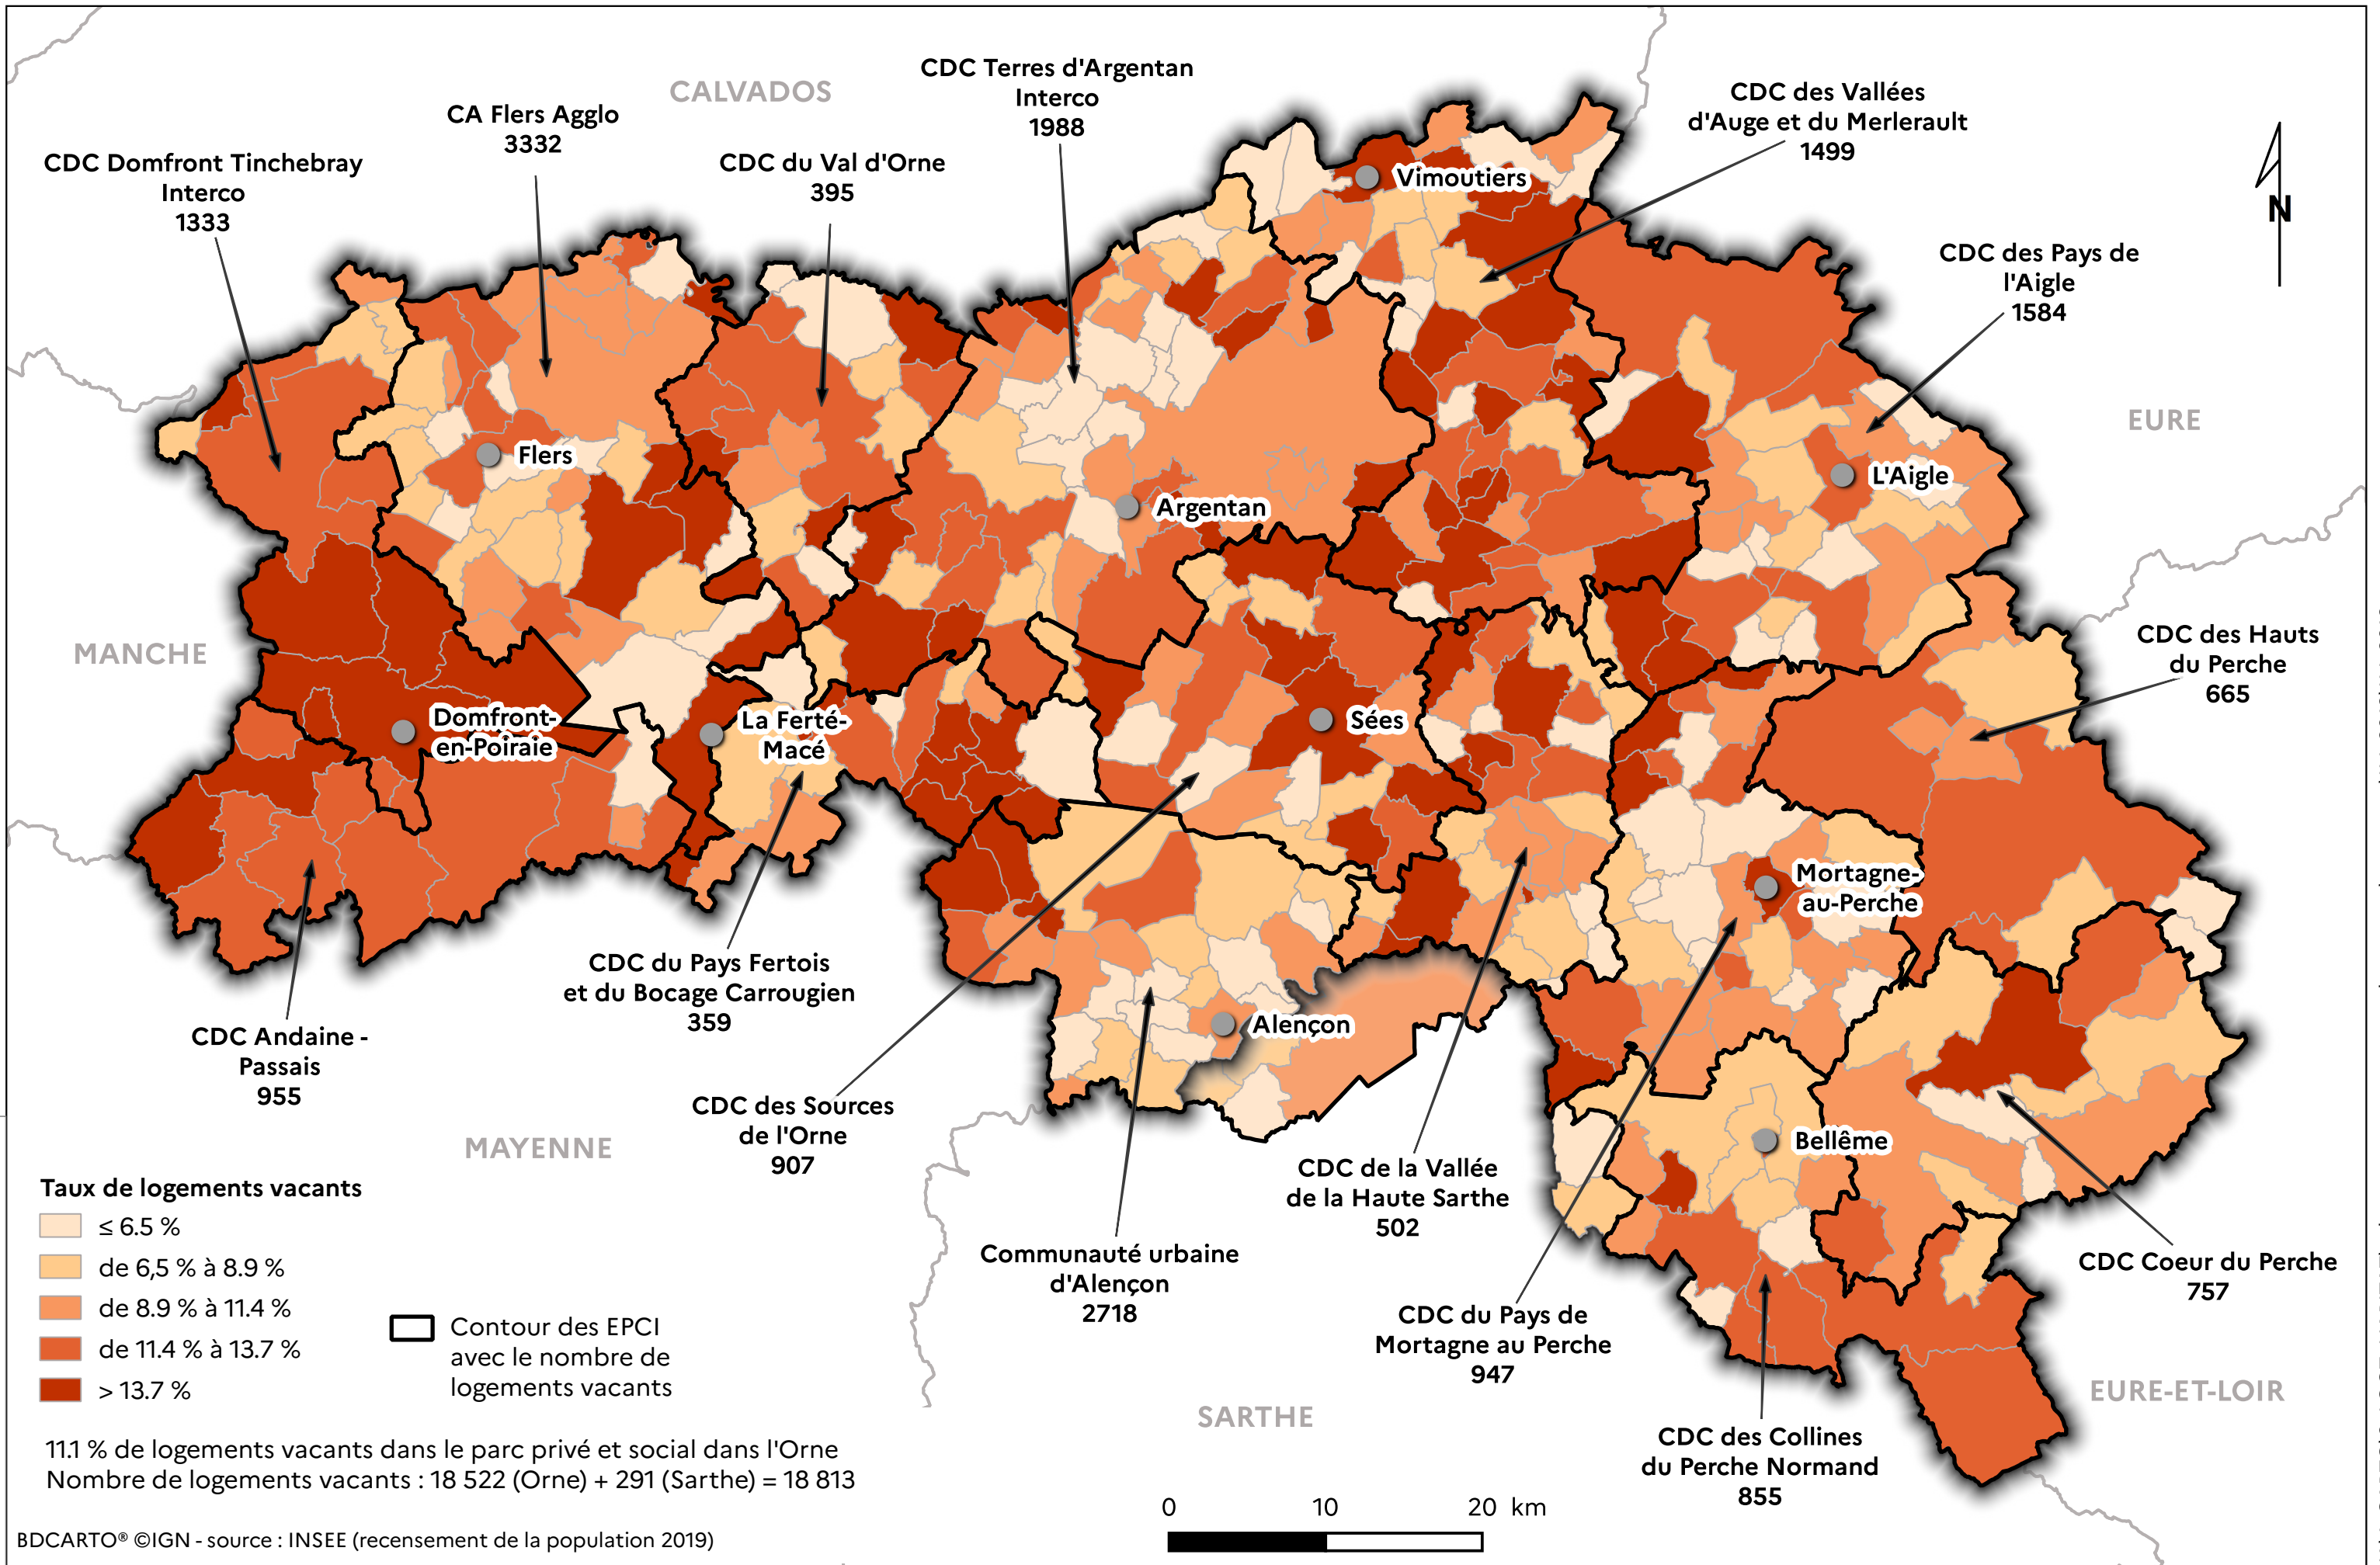 CALVADOS
CDC Terres d'Argentan
Interco
1988
CDC des Vallées
d'Auge et du Merlerault
1499
CA Flers Agglo
3332
CDC Domfront Tinchebray
Interco
1333
CDC du Val d'Orne
395
Vimoutiers
N
CDC des Pays de
l'Aigle
1584
EURE
Flers
L'Aigle
Argentan
MANCHE
CDC des Hauts
du Perche
665
Domfront-
en-Poiraie
La Ferté-
Macé
Sées
Mortagne-
au-Perche
CDC du Pays Fertois
et du Bocage Carrougien
359
Alençon
CDC Andaine -
Passais
955
CDC des Sources
de l'Orne
907
MAYENNE
Bellême
CDC de la Vallée
de la Haute Sarthe
502
Communauté urbaine
d'Alençon
2718
CDC Coeur du Perche
757
CDC du Pays de
Mortagne au Perche
947
SARTHE
EURE-ET-LOIR
CDC des Collines
du Perche Normand
855
Taux de logements vacants
≤ 6.5 %
de 6,5 % à 8.9 %
de 8.9 % à 11.4 %
de 11.4 % à 13.7 %
> 13.7 %
Contour des EPCI
avec le nombre de
logements vacants
11.1 % de logements vacants dans le parc privé et social dans l'Orne
Nombre de logements vacants : 18 522 (Orne) + 291 (Sarthe) = 18 813
0 10 20 km
BDCARTO® ©IGN - source : INSEE (recensement de la population 2019)